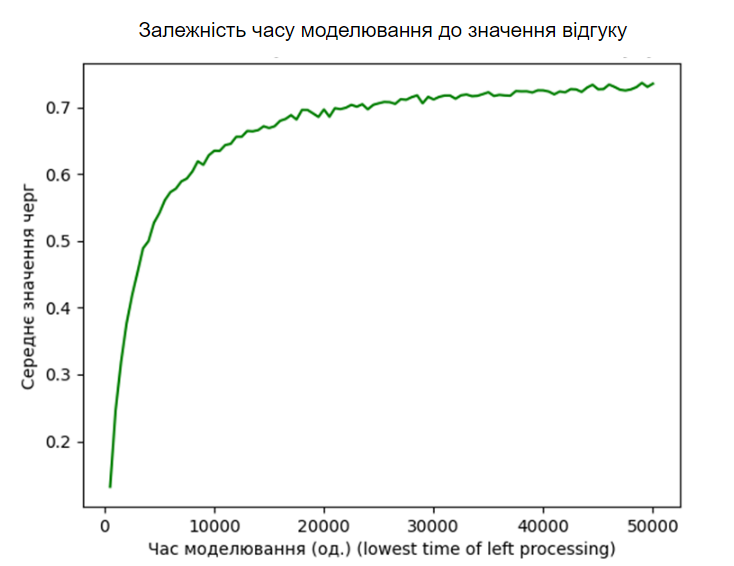 Залежність часу моделювання до значення відгуку
0.7
0.6
0.5
0.4
0.3
0.2
Середнє значення черг
0 10000 20000 30000 40000 50000
Час моделювання (од.) (lowest time of left processing)